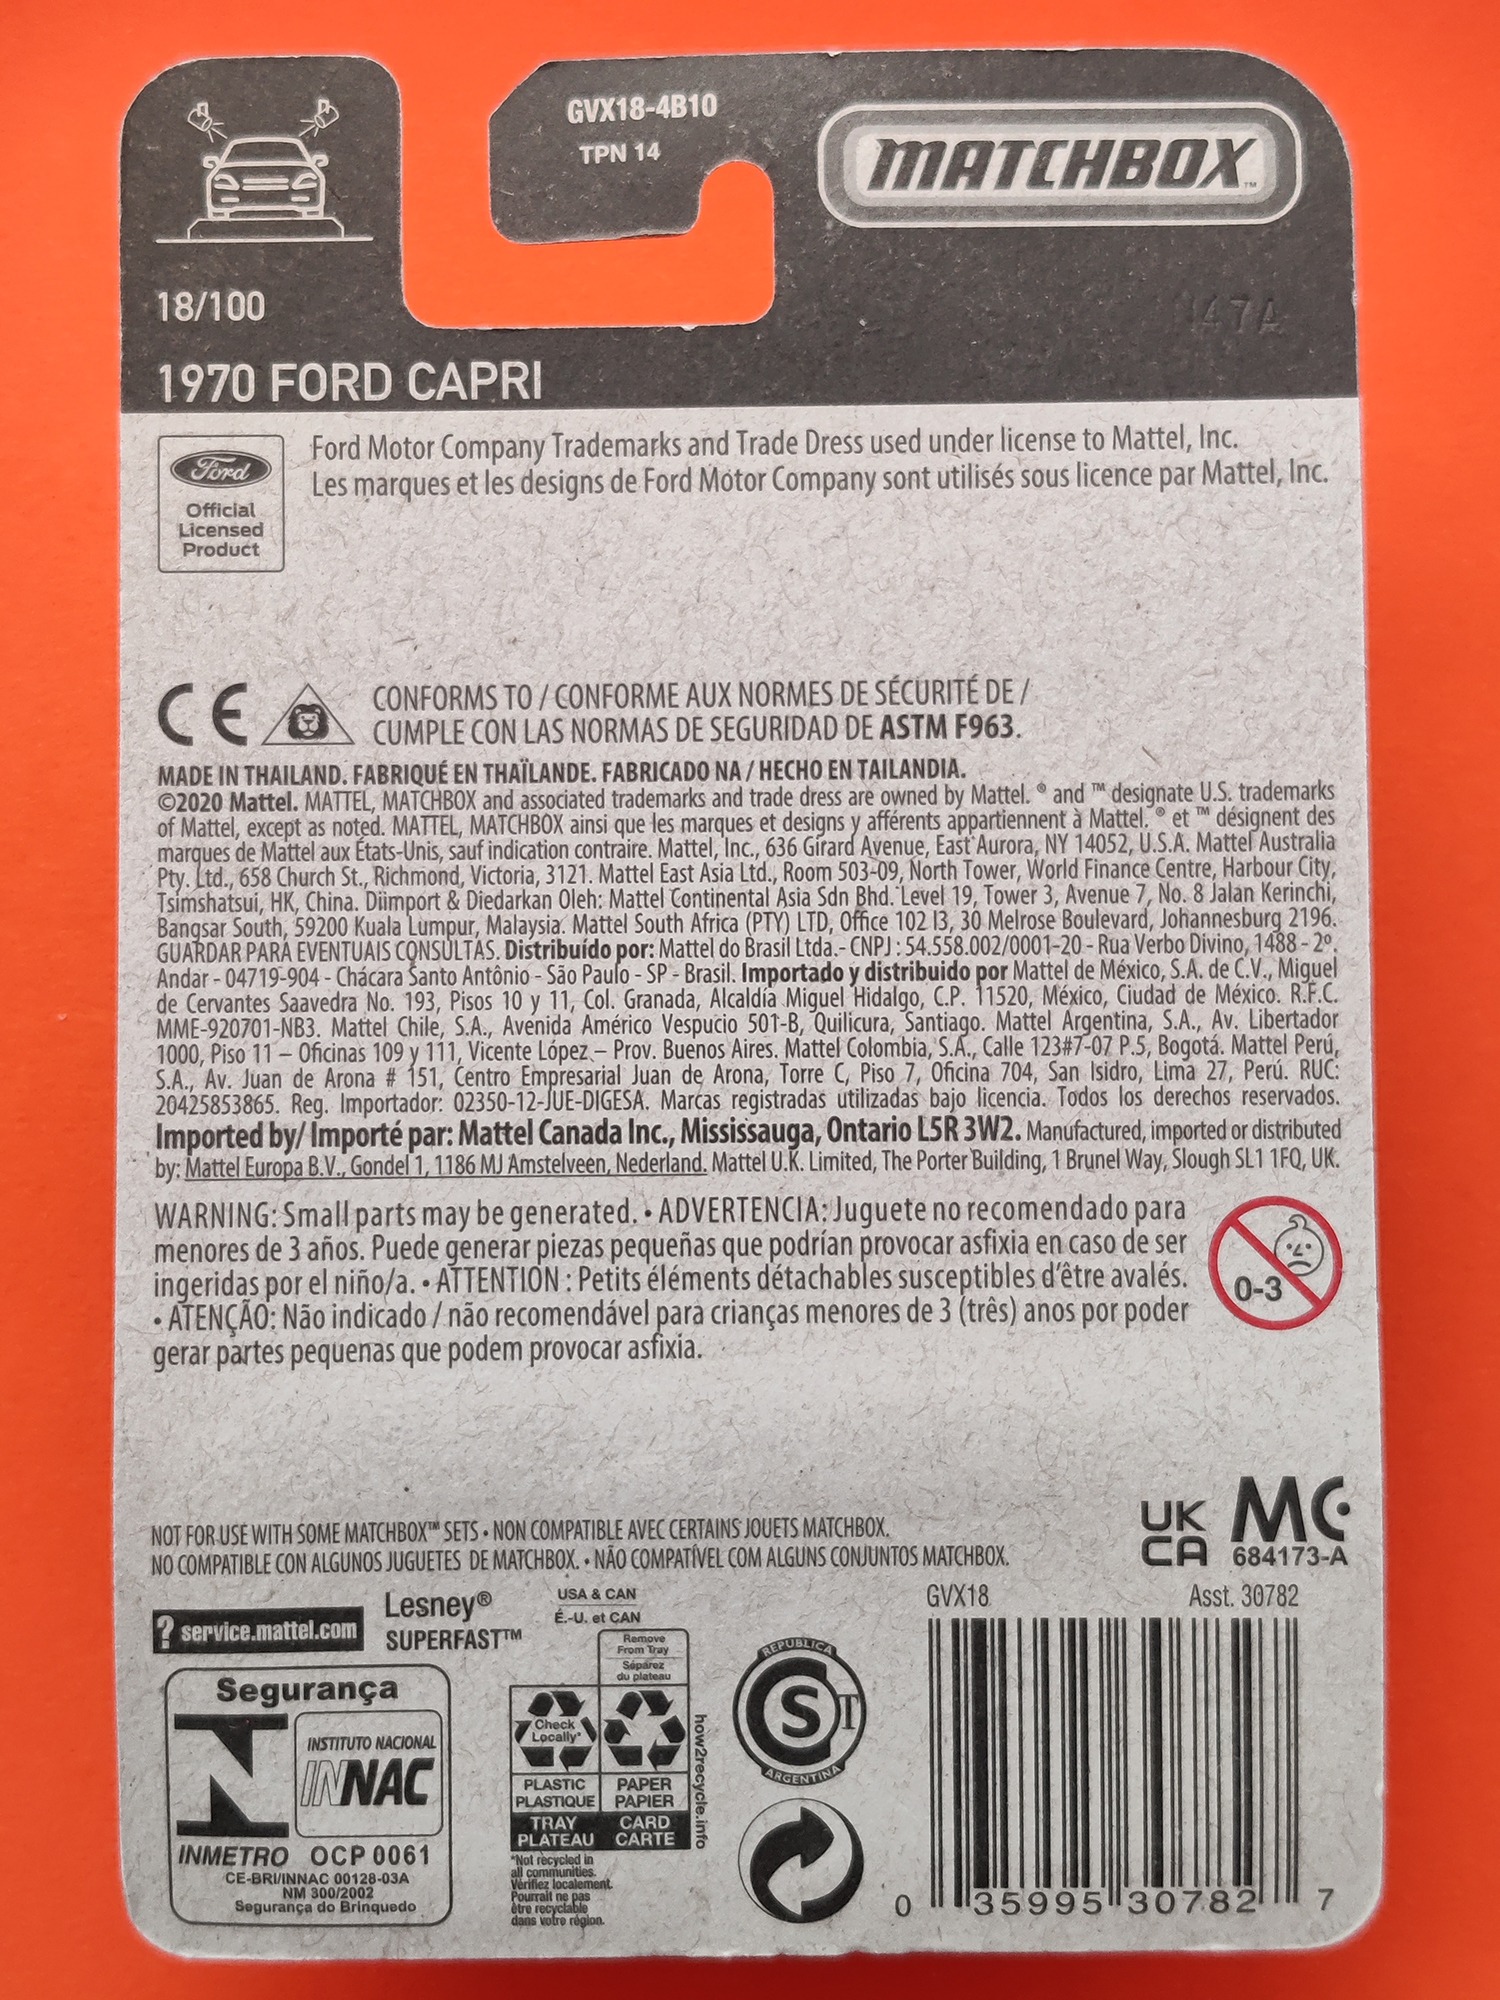 GVX18-4B10
TPN 14
MATCHBOX™
18/100
47A
1970 FORD CAPRI
Ford
Official
Licensed
Product
Ford Motor Company Trademarks and Trade Dress used under license to Mattel, Inc.
Les marques et les designs de Ford Motor Company sont utilisés sous licence par Mattel, Inc.
CE
CONFORMS TO / CONFORME AUX NORMES DE SÉCURITÉ DE /
CUMPLE CON LAS NORMAS DE SEGURIDAD DE ASTM F963.
MADE IN THAILAND. FABRIQUÉ EN THAÏLANDE. FABRICADO NA / HECHO EN TAILANDIA.
©2020 Mattel. MATTEL, MATCHBOX and associated trademarks and trade dress are owned by Mattel. ® and ™ designate U.S. trademarks
of Mattel, except as noted. MATTEL, MATCHBOX ainsi que les marques et designs y afférents appartiennent à Mattel. ® et ™ désignent des
marques de Mattel aux États-Unis, sauf indication contraire. Mattel, Inc., 636 Girard Avenue, East Aurora, NY 14052, U.S.A. Mattel Australia
Pty. Ltd., 658 Church St., Richmond, Victoria, 3121. Mattel East Asia Ltd., Room 503-09, North Tower, World Finance Centre, Harbour City,
Tsimshatsui, HK, China. Diimport & Diedarkan Oleh: Mattel Continental Asia Sdn Bhd. Level 19, Tower 3, Avenue 7, No. 8 Jalan Kerinchi,
Bangsar South, 59200 Kuala Lumpur, Malaysia. Mattel South Africa (PTY) LTD, Office 102 I3, 30 Melrose Boulevard, Johannesburg 2196.
GUARDAR PARA EVENTUAIS CONSULTAS. Distribuído por: Mattel do Brasil Ltda.- CNPJ : 54.558.002/0001-20 - Rua Verbo Divino, 1488 - 2º.
Andar - 04719-904 - Chácara Santo Antônio - São Paulo - SP - Brasil. Importado y distribuido por Mattel de México, S.A. de C.V., Miguel
de Cervantes Saavedra No. 193, Pisos 10 y 11, Col. Granada, Alcaldía Miguel Hidalgo, C.P. 11520, México, Ciudad de México. R.F.C.
MME-920701-NB3. Mattel Chile, S.A., Avenida Américo Vespucio 501-B, Quilicura, Santiago. Mattel Argentina, S.A., Av. Libertador
1000, Piso 11 – Oficinas 109 y 111, Vicente López – Prov. Buenos Aires. Mattel Colombia, S.A., Calle 123#7-07 P.5, Bogotá. Mattel Perú,
S.A., Av. Juan de Arona # 151, Centro Empresarial Juan de Arona, Torre C, Piso 7, Oficina 704, San Isidro, Lima 27, Perú. RUC:
20425853865. Reg. Importador: 02350-12-JUE-DIGESA. Marcas registradas utilizadas bajo licencia. Todos los derechos reservados.
Imported by/ Importé par: Mattel Canada Inc., Mississauga, Ontario L5R 3W2. Manufactured, imported or distributed
by: Mattel Europa B.V., Gondel 1, 1186 MJ Amstelveen, Nederland. Mattel U.K. Limited, The Porter Building, 1 Brunel Way, Slough SL1 1FQ, UK.
WARNING: Small parts may be generated. • ADVERTENCIA: Juguete no recomendado para
menores de 3 años. Puede generar piezas pequeñas que podrían provocar asfixia en caso de ser
ingeridas por el niño/a. • ATTENTION : Petits éléments détachables susceptibles d'être avalés.
• ATENÇÃO: Não indicado / não recomendável para crianças menores de 3 (três) anos por poder
gerar partes pequenas que podem provocar asfixia.
0-3
NOT FOR USE WITH SOME MATCHBOX™ SETS • NON COMPATIBLE AVEC CERTAINS JOUETS MATCHBOX.
NO COMPATIBLE CON ALGUNOS JUGUETES DE MATCHBOX. • NÃO COMPATÍVEL COM ALGUNS CONJUNTOS MATCHBOX.
UK
CA
MC
684173-A
? service.mattel.com
Lesney®
SUPERFAST™
USA & CAN
É.-U. et CAN
Remove
From Tray
Séparez
du plateau
Check
Locally*
PLASTIC
PLASTIQUE
TRAY
PLATEAU
PAPER
PAPIER
CARD
CARTE
how2recycle.info
*Not recycled in
all communities.
Vérifiez localement.
Pourrait ne pas
être recyclable
dans votre région.
Segurança
INSTITUTO NACIONAL
INNAC
INMETRO OCP 0061
CE-BRI/INNAC 00128-03A
NM 300/2002
Segurança do Brinquedo
REPUBLICA
S T
ARGENTINA
GVX18 Asst. 30782
0 35995 30782 7